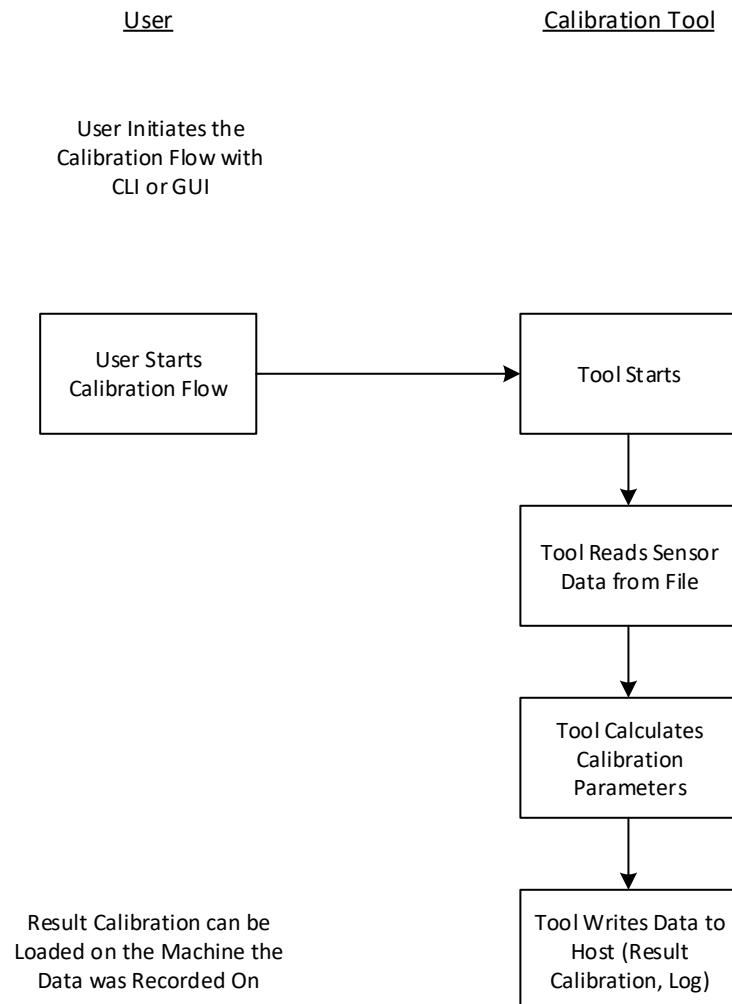 User
Calibration Tool
User Initiates the
Calibration Flow with
CLI or GUI
User Starts
Calibration Flow
Tool Starts
Tool Reads Sensor
Data from File
Tool Calculates
Calibration
Parameters
Result Calibration can be
Loaded on the Machine the
Data was Recorded On
Tool Writes Data to
Host (Result
Calibration, Log)